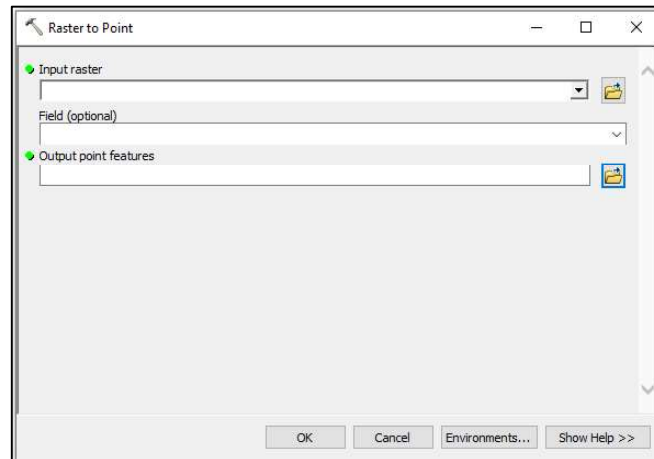 Raster to Point
Input raster
Field (optional)
Output point features
OK Cancel Environments... Show Help >>